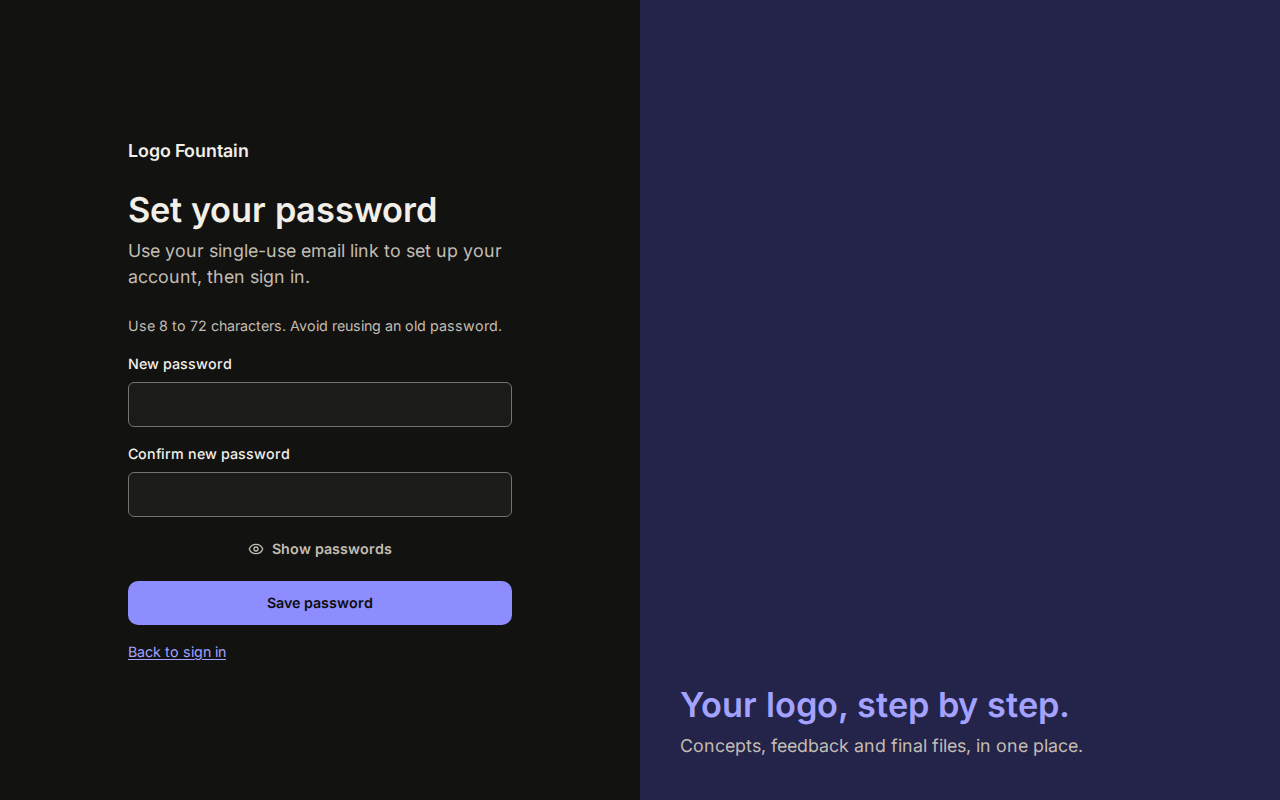 Logo Fountain
Set your password
Use your single-use email link to set up your
account, then sign in.
Use 8 to 72 characters. Avoid reusing an old password.
New password
Confirm new password
Show passwords
Save password
Back to sign in
Your logo, step by step.
Concepts, feedback and final files, in one place.